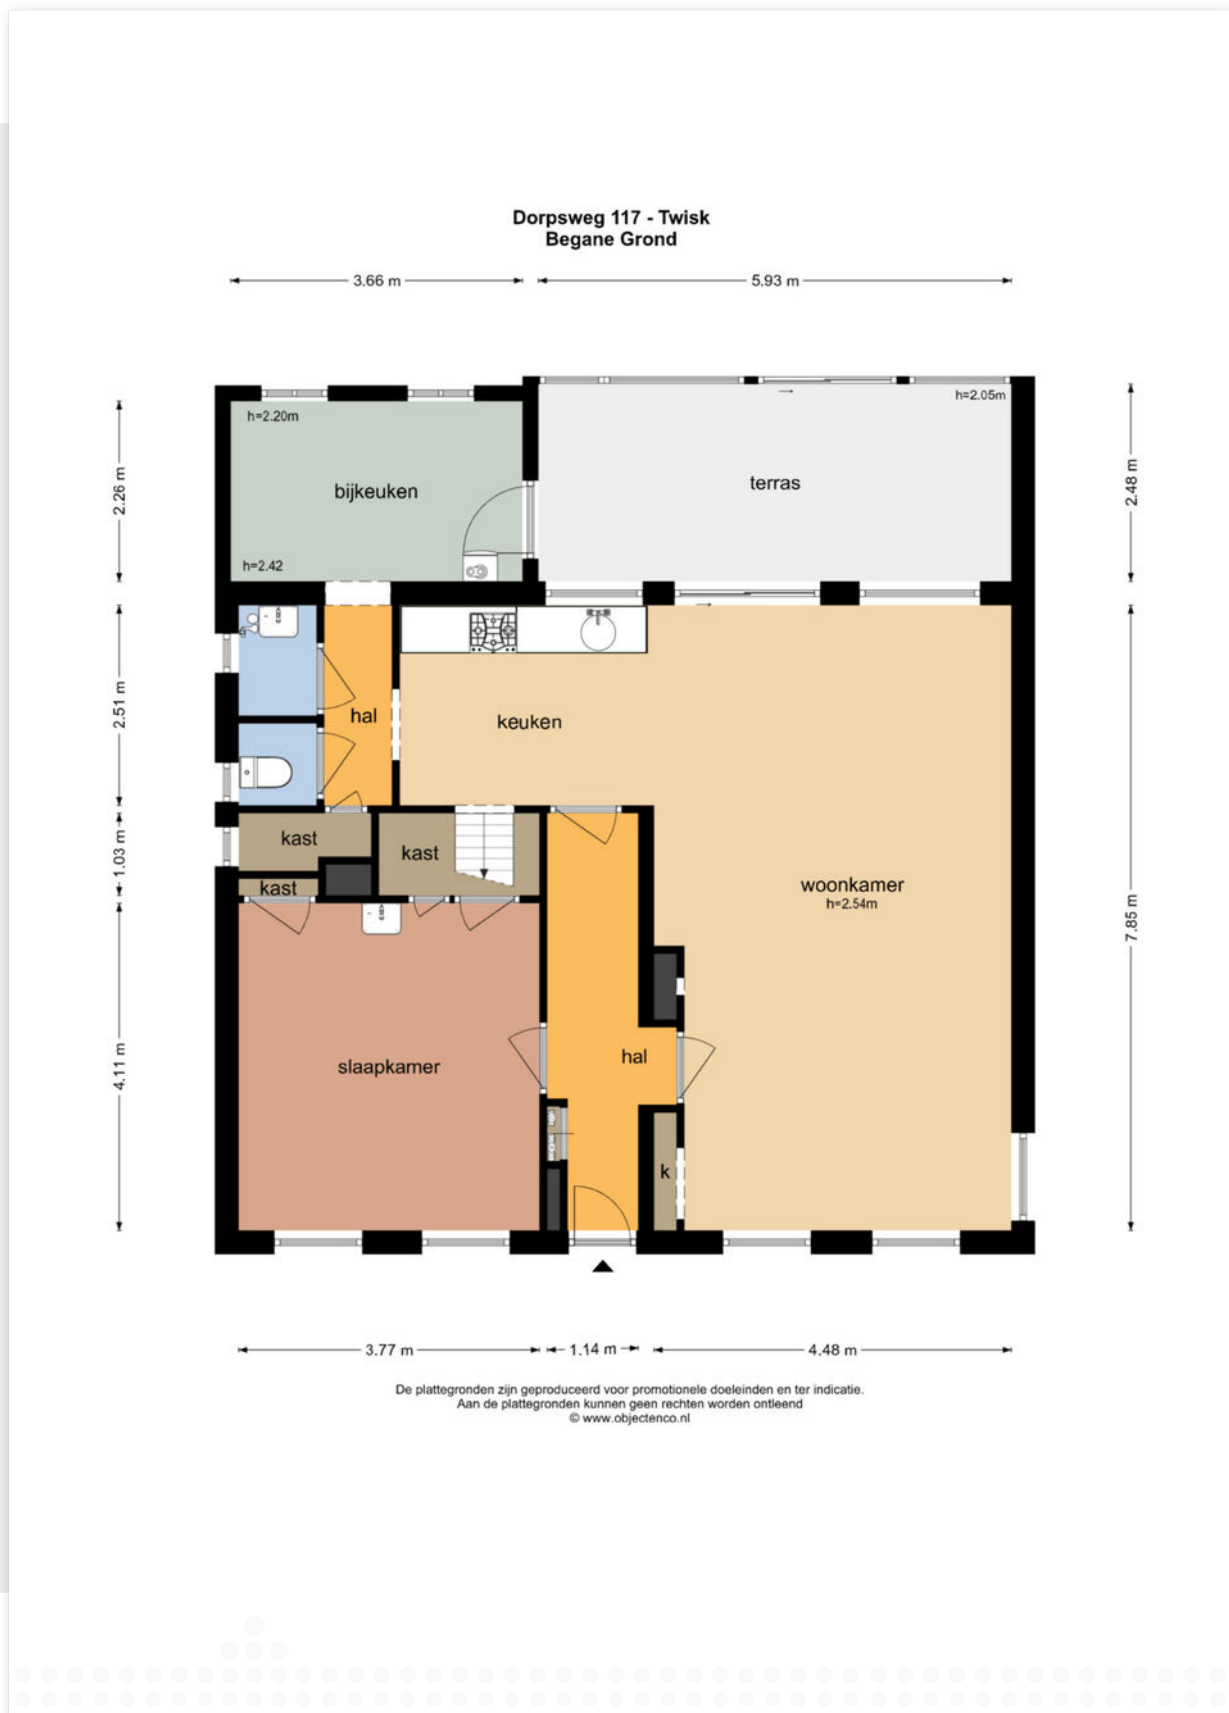 Dorpsweg 117 - Twisk
Begane Grond
3.66 m
5.93 m
h=2.20m
h=2.05m
bijkeuken
terras
2.26 m
2.48 m
h=2.42
2.51 m
hal
keuken
1.03 m
kast
kast
kast
woonkamer
h=2.54m
7.85 m
4.11 m
slaapkamer
hal
k
3.77 m
1.14 m
4.48 m
De plattegronden zijn geproduceerd voor promotionele doeleinden en ter indicatie.
Aan de plattegronden kunnen geen rechten worden ontleend
© www.objectenco.nl